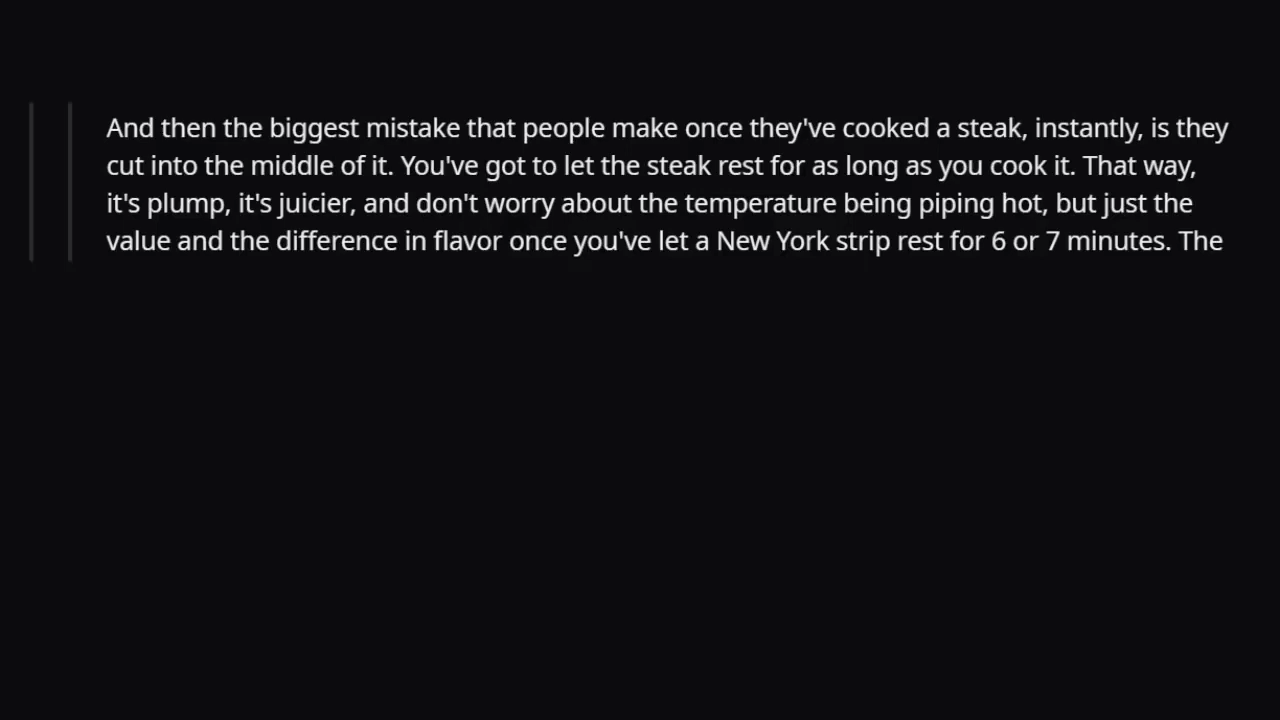 And then the biggest mistake that people make once they've cooked a steak, instantly, is they
cut into the middle of it. You've got to let the steak rest for as long as you cook it. That way,
it's plump, it's juicier, and don't worry about the temperature being piping hot, but just the
value and the difference in flavor once you've let a New York strip rest for 6 or 7 minutes. The